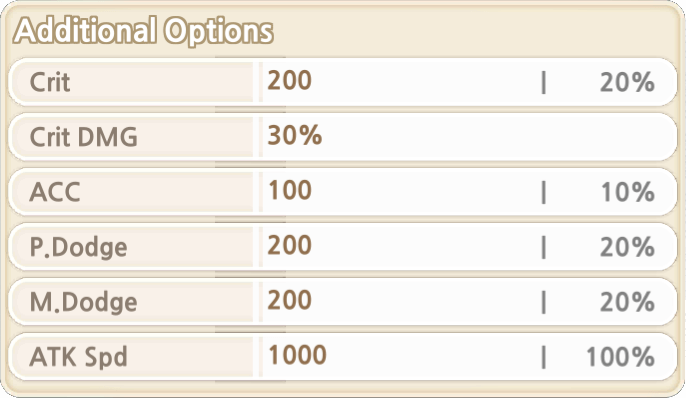 Additional Options
Crit 200 | 20%
Crit DMG 30%
ACC 100 | 10%
P.Dodge 200 | 20%
M.Dodge 200 | 20%
ATK Spd 1000 | 100%